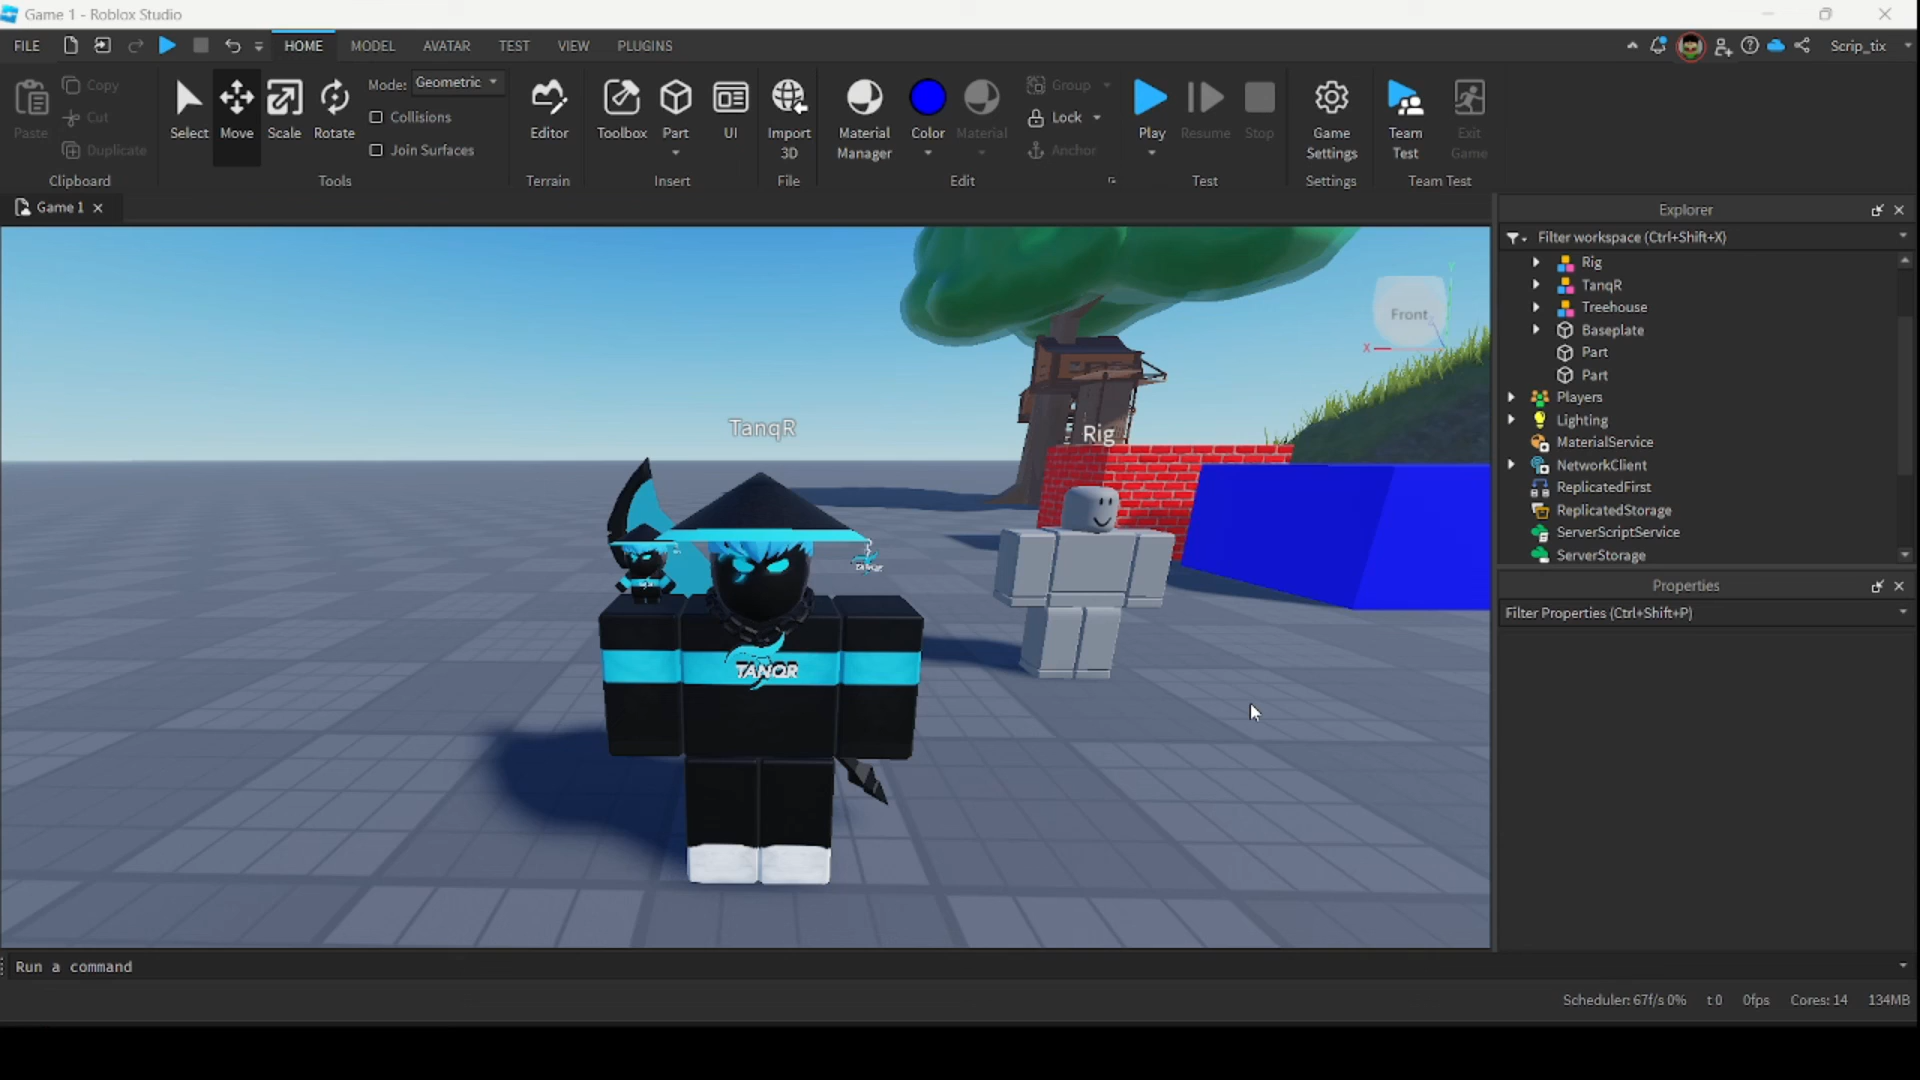 Game 1 - Roblox Studio
FILE
HOME
MODEL
AVATAR
TEST
VIEW
PLUGINS
Scrip_tix
Paste
Copy
Cut
Duplicate
Clipboard
Select
Move
Scale
Rotate
Mode: Geometric
Collisions
Join Surfaces
Tools
Editor
Terrain
Toolbox
Part
UI
Insert
Import
3D
File
Material
Manager
Color
Material
Group
Lock
Anchor
Edit
Play
Resume
Stop
Test
Game
Settings
Settings
Team
Test
Exit
Game
Team Test
Game 1
Front
X
Y
TanqR
Rig
TANQR
Explorer
Filter workspace (Ctrl+Shift+X)
Rig
TanqR
Treehouse
Baseplate
Part
Part
Players
Lighting
MaterialService
NetworkClient
ReplicatedFirst
ReplicatedStorage
ServerScriptService
ServerStorage
Properties
Filter Properties (Ctrl+Shift+P)
Run a command
Scheduler: 67f/s 0%
t 0
0fps
Cores: 14
134MB